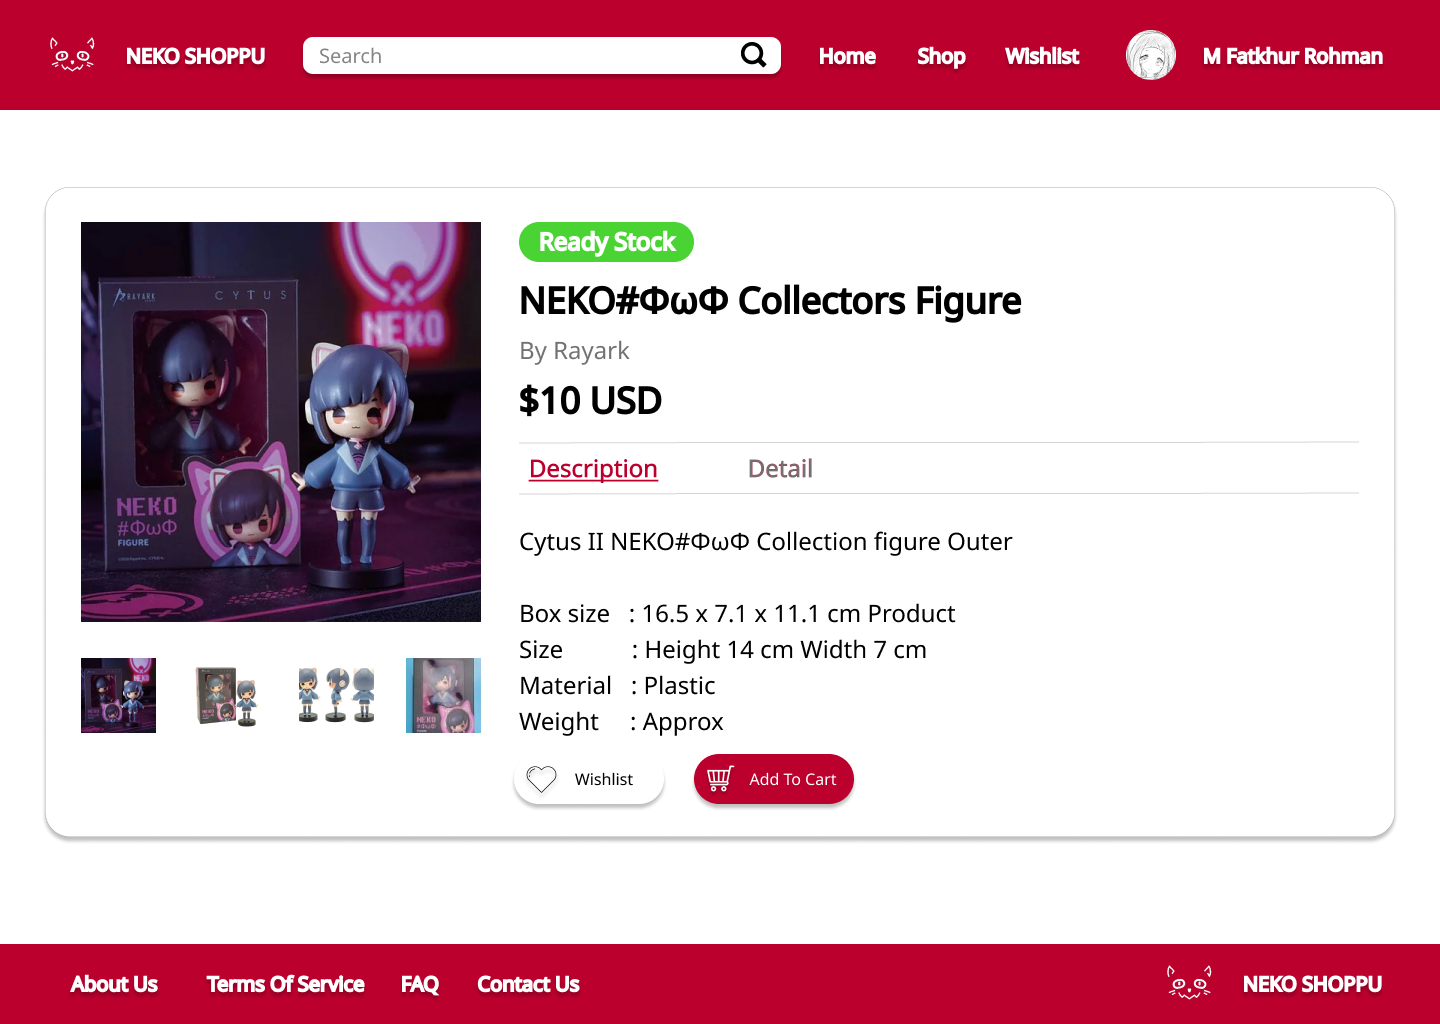 NEKO SHOPPU
Search
Home
Shop
Wishlist
M Fatkhur Rohman
RAYARK
CYTUS
NEKO
NEKO
#ΦωΦ
FIGURE
Ready Stock
NEKO#ΦωΦ Collectors Figure
By Rayark
$10 USD
Description
Detail
Cytus II NEKO#ΦωΦ Collection figure Outer
Box size : 16.5 x 7.1 x 11.1 cm Product
Size : Height 14 cm Width 7 cm
Material : Plastic
Weight : Approx
NEKO
NEKO
Wishlist
Add To Cart
About Us
Terms Of Service
FAQ
Contact Us
NEKO SHOPPU